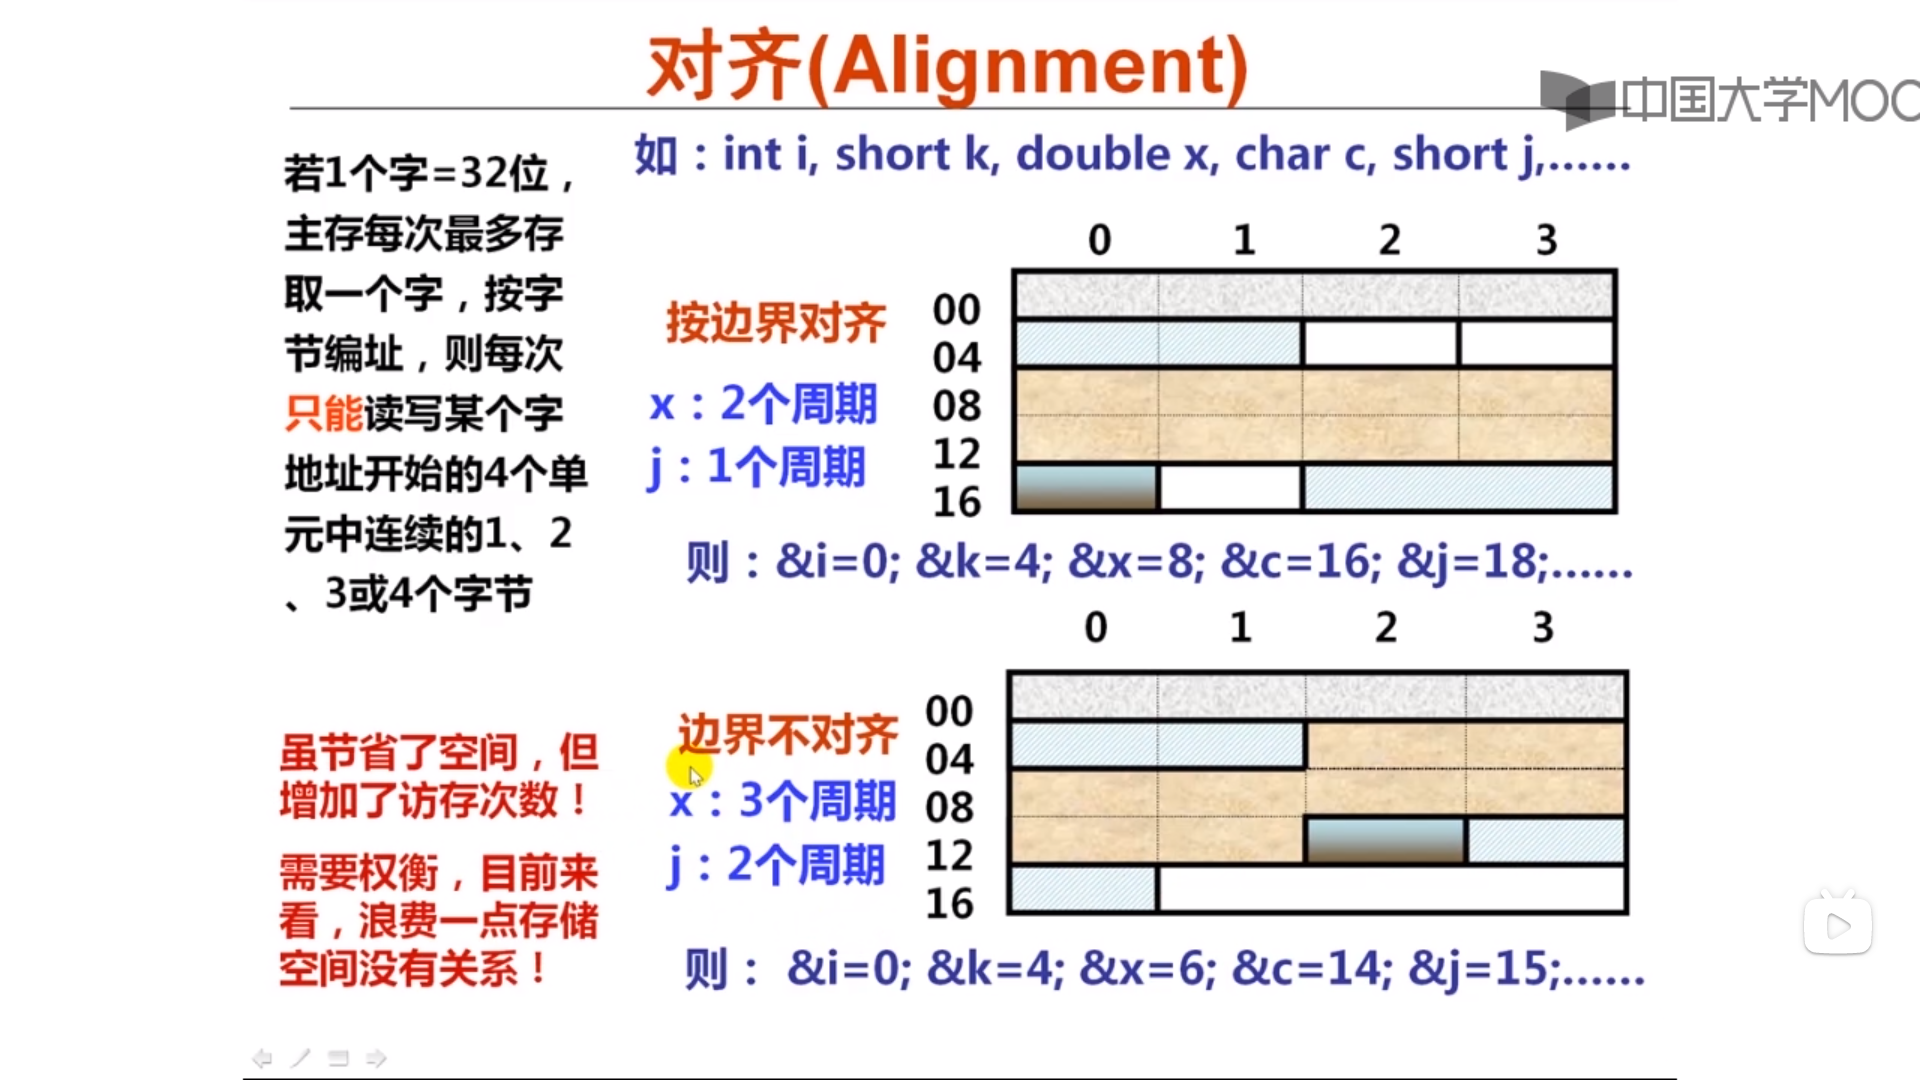 对齐(Alignment)
中国大学MOO
如：int i, short k, double x, char c, short j,......
若1个字=32位，
主存每次最多存
取一个字，按字
节编址，则每次
只能读写某个字
地址开始的4个单
元中连续的1、2
、3或4个字节
0 1 2 3
按边界对齐
x：2个周期
j：1个周期
00
04
08
12
16
则：&i=0; &k=4; &x=8; &c=16; &j=18;......
0 1 2 3
虽节省了空间，但
增加了访存次数！
需要权衡，目前来
看，浪费一点存储
空间没有关系！
边界不对齐
x：3个周期
j：2个周期
00
04
08
12
16
则： &i=0; &k=4; &x=6; &c=14; &j=15;......